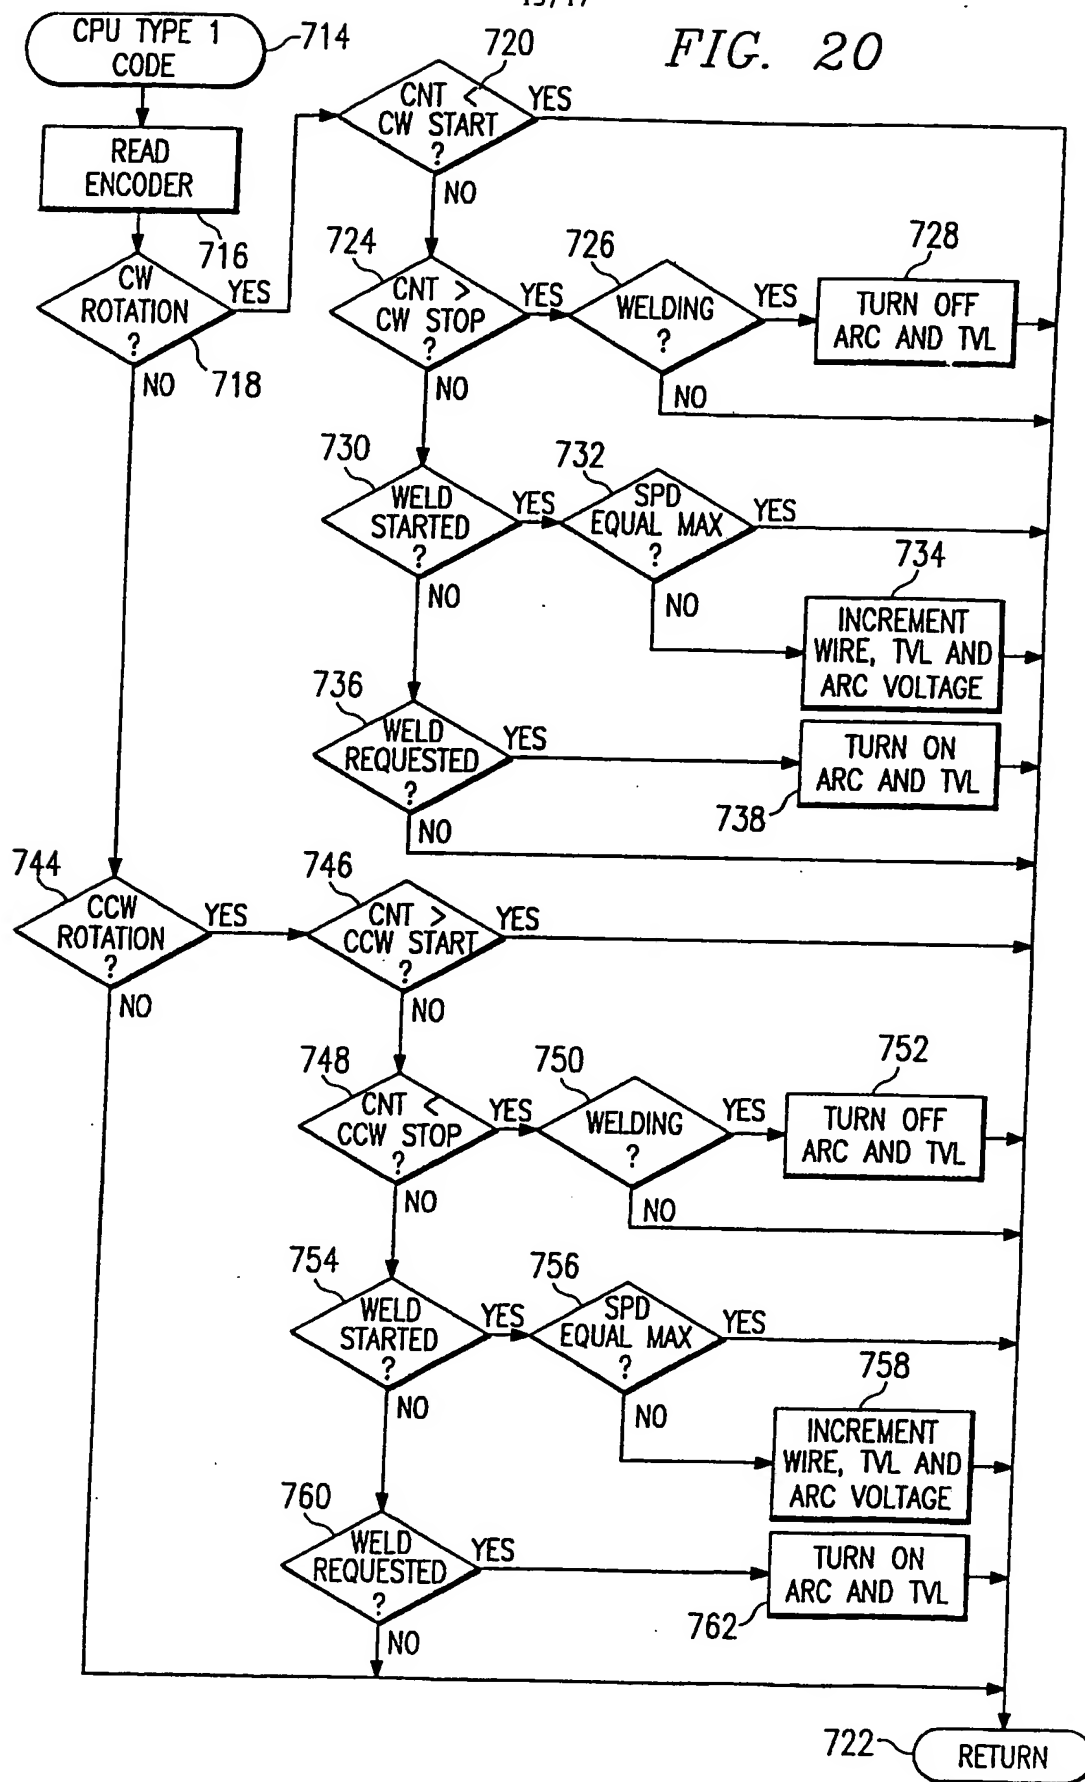 FIG. 20
CPU TYPE 1
CODE
714
READ
ENCODER
716
CW
ROTATION
?
718
YES
NO
720
CNT <
CW START
?
YES
NO
724
CNT >
CW STOP
?
YES
NO
726
WELDING
?
YES
NO
728
TURN OFF
ARC AND TVL
730
WELD
STARTED
?
YES
NO
732
SPD
EQUAL MAX
?
YES
NO
734
INCREMENT
WIRE, TVL AND
ARC VOLTAGE
736
WELD
REQUESTED
?
YES
NO
TURN ON
ARC AND TVL
738
744
CCW
ROTATION
?
YES
NO
746
CNT >
CCW START
?
YES
NO
748
CNT <
CCW STOP
?
YES
NO
750
WELDING
?
YES
NO
752
TURN OFF
ARC AND TVL
754
WELD
STARTED
?
YES
NO
756
SPD
EQUAL MAX
?
YES
NO
758
INCREMENT
WIRE, TVL AND
ARC VOLTAGE
760
WELD
REQUESTED
?
YES
NO
TURN ON
ARC AND TVL
762
722
RETURN